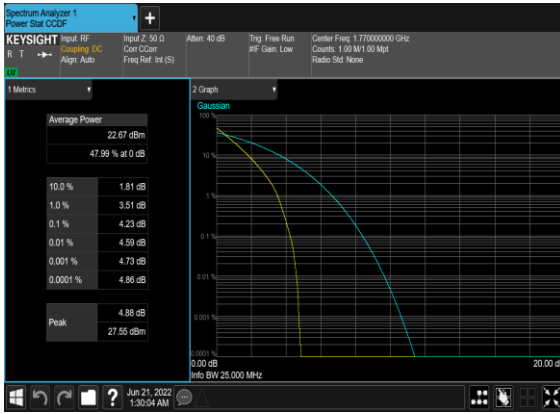 Spectrum Analyzer 1
Power Stat CCDF
+
KEYSIGHT
R T
LW
Input: RF
Coupling: DC
Align: Auto
Input Z: 50 Ω
Corr CCorr
Freq Ref: Int (S)
Atten: 40 dB
Trig: Free Run
#IF Gain: Low
Center Freq: 1.770000000 GHz
Counts: 1.00 M/1.00 Mpt
Radio Std: None
1 Metrics
Average Power
22.67 dBm
47.99 % at 0 dB
10.0 % 1.81 dB
1.0 % 3.51 dB
0.1 % 4.23 dB
0.01 % 4.59 dB
0.001 % 4.73 dB
0.0001 % 4.86 dB
Peak
4.88 dB
27.55 dBm
2 Graph
Gaussian
100 %
10 %
1 %
0.1 %
0.01 %
0.001 %
0.0001 %
0.00 dB
20.00 d
Info BW 25.000 MHz
?
Jun 21, 2022
1:30:04 AM